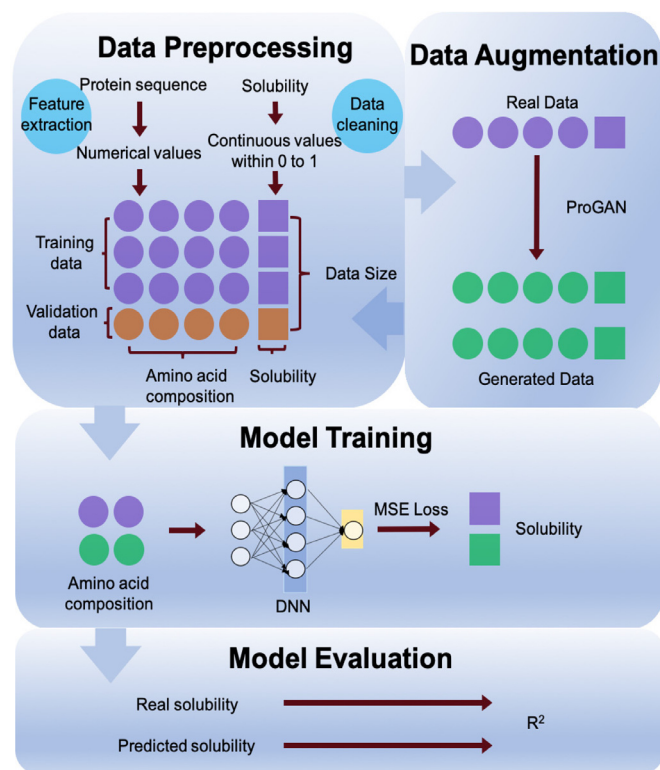 Data Preprocessing
Feature
extraction
Protein sequence
Numerical values
Solubility
Continuous values
within 0 to 1
Data
cleaning
Training
data
Validation
data
Data Size
Amino acid
composition
Solubility
Data Augmentation
Real Data
ProGAN
Generated Data
Model Training
Amino acid
composition
DNN
MSE Loss
Solubility
Model Evaluation
Real solubility
Predicted solubility
R²